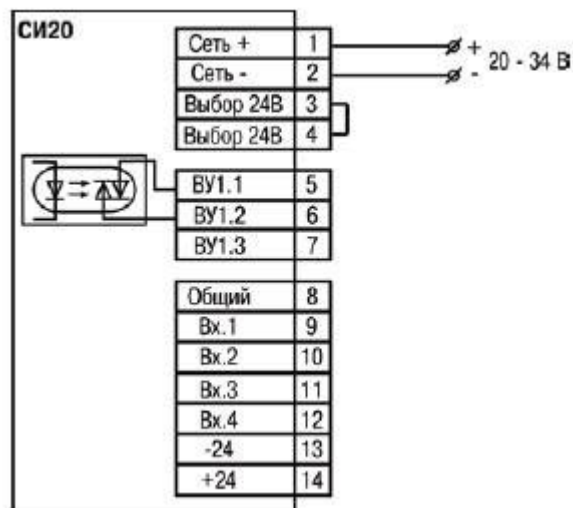 СИ20
Сеть + 1 +
20 - 34 В
Сеть - 2 -
Выбор 24В 3
Выбор 24В 4
ВУ1.1 5
ВУ1.2 6
ВУ1.3 7
Общий 8
Вх.1 9
Вх.2 10
Вх.3 11
Вх.4 12
-24 13
+24 14